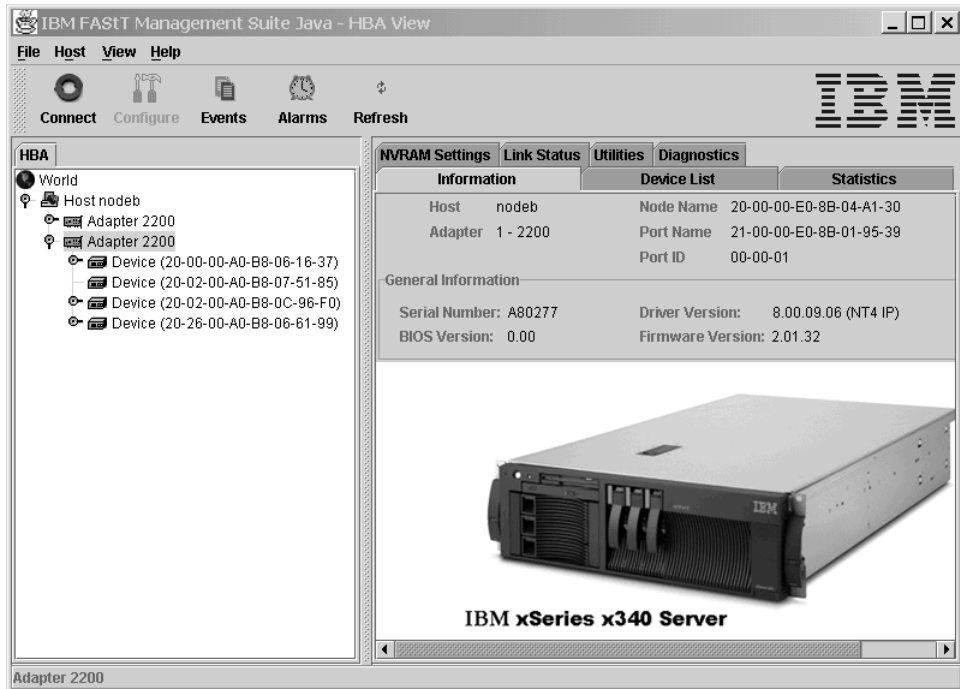 IBM FAStT Management Suite Java - HBA View
File Host View Help
Connect Configure Events Alarms Refresh
IBM
HBA
World
Host nodeb
Adapter 2200
Adapter 2200
Device (20-00-00-A0-B8-06-16-37)
Device (20-02-00-A0-B8-07-51-85)
Device (20-02-00-A0-B8-0C-96-F0)
Device (20-26-00-A0-B8-06-61-99)
NVRAM Settings Link Status Utilities Diagnostics
Information Device List Statistics
Host nodeb Node Name 20-00-00-E0-8B-04-A1-30
Adapter 1 - 2200 Port Name 21-00-00-E0-8B-01-95-39
Port ID 00-00-01
General Information
Serial Number: A80277 Driver Version: 8.00.09.06 (NT4 IP)
BIOS Version: 0.00 Firmware Version: 2.01.32
IBM
IBM xSeries x340 Server
Adapter 2200